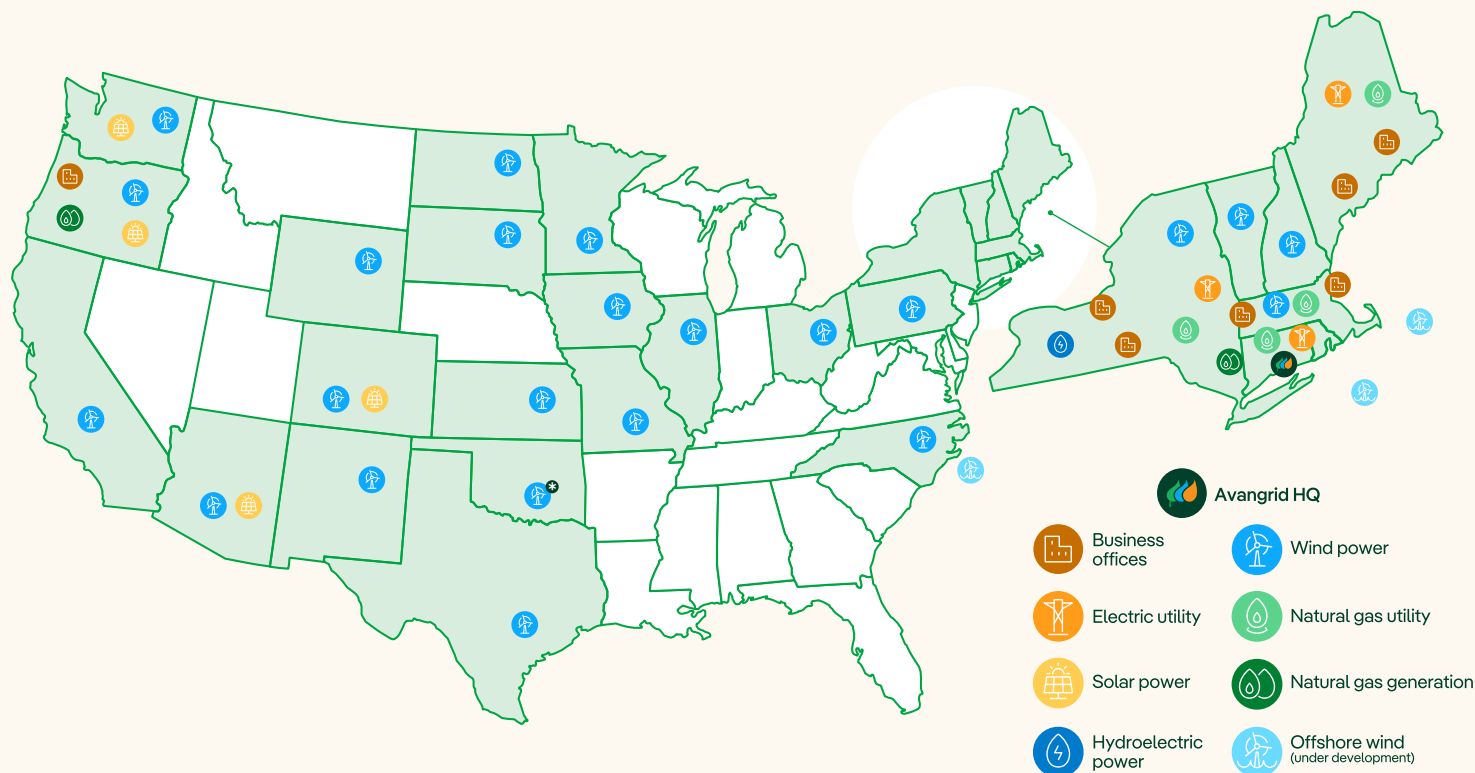 *
Avangrid HQ
Business
offices
Wind power
Electric utility
Natural gas utility
Solar power
Natural gas generation
Hydroelectric
power
Offshore wind
(under development)